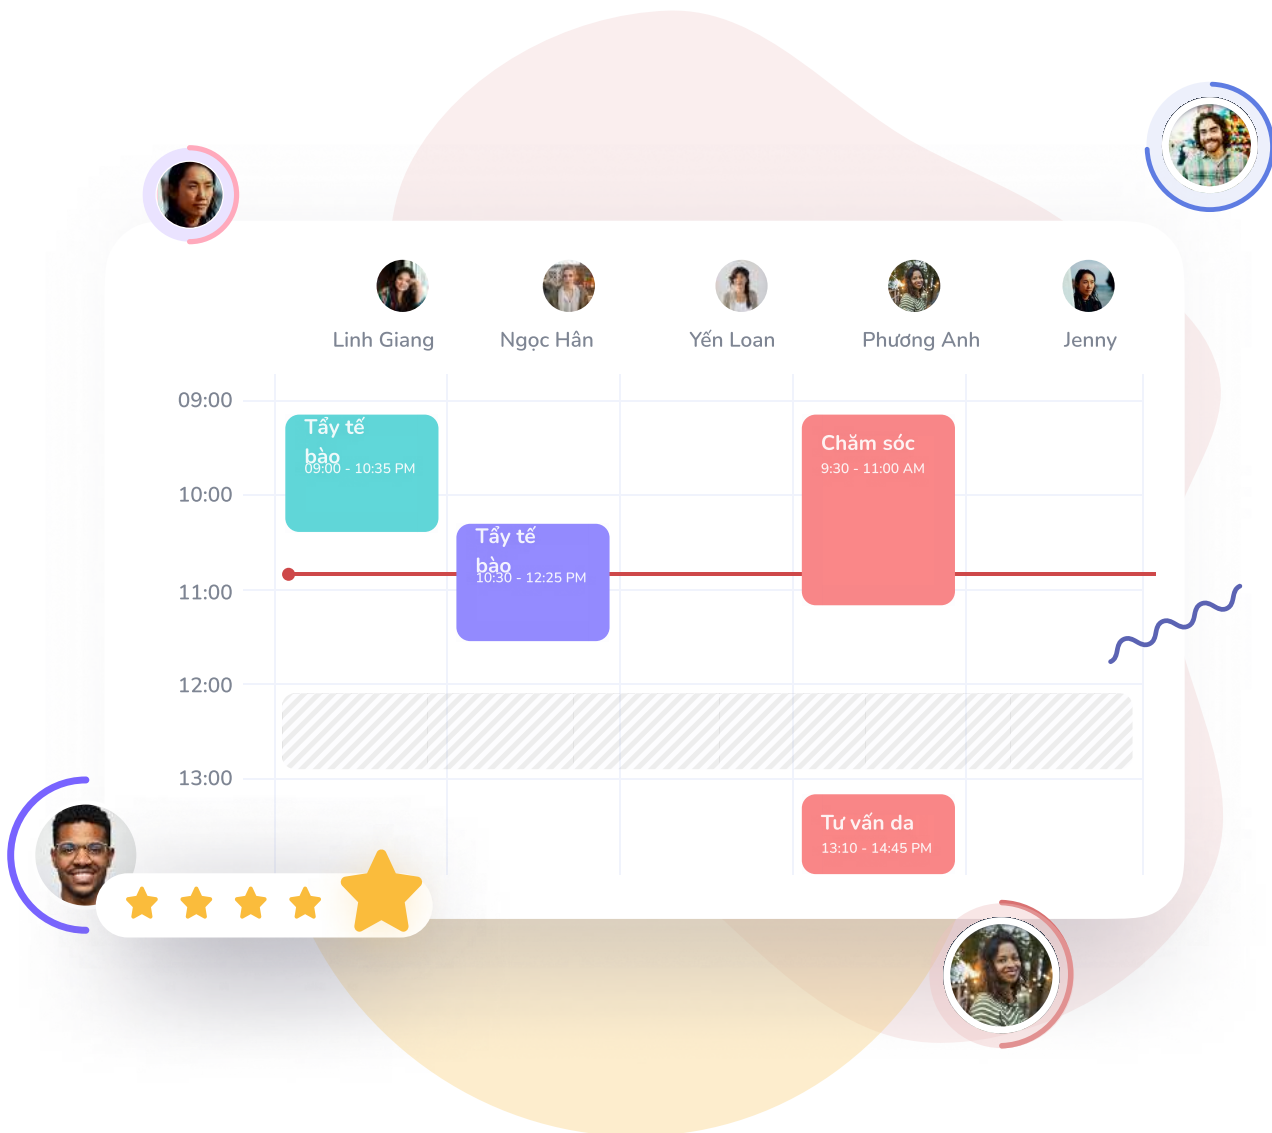 Linh Giang
Ngọc Hân
Yến Loan
Phương Anh
Jenny
09:00
Tẩy tế
bào
09:00 - 10:35 PM
Chăm sóc
9:30 - 11:00 AM
10:00
Tẩy tế
bào
10:30 - 12:25 PM
11:00
12:00
13:00
Tư vấn da
13:10 - 14:45 PM